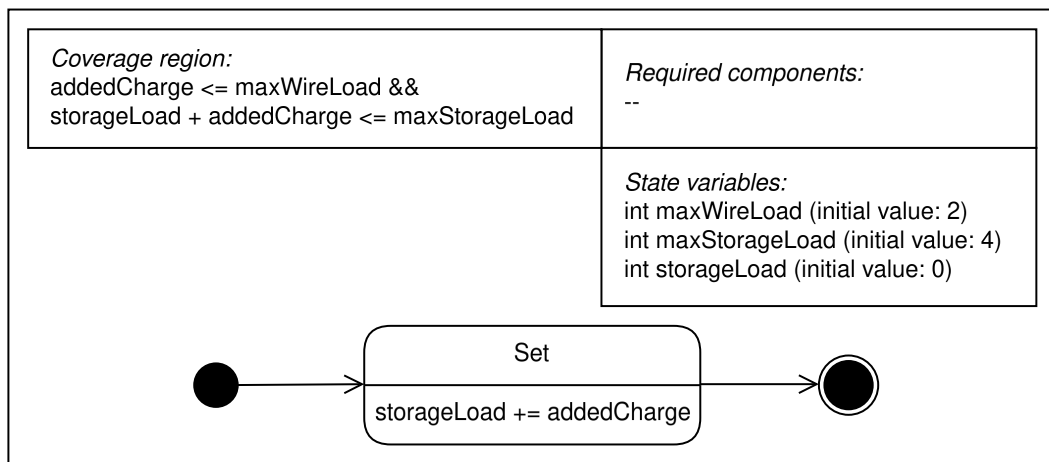 Coverage region:
addedCharge <= maxWireLoad &&
storageLoad + addedCharge <= maxStorageLoad
Required components:
--
State variables:
int maxWireLoad (initial value: 2)
int maxStorageLoad (initial value: 4)
int storageLoad (initial value: 0)
Set
storageLoad += addedCharge